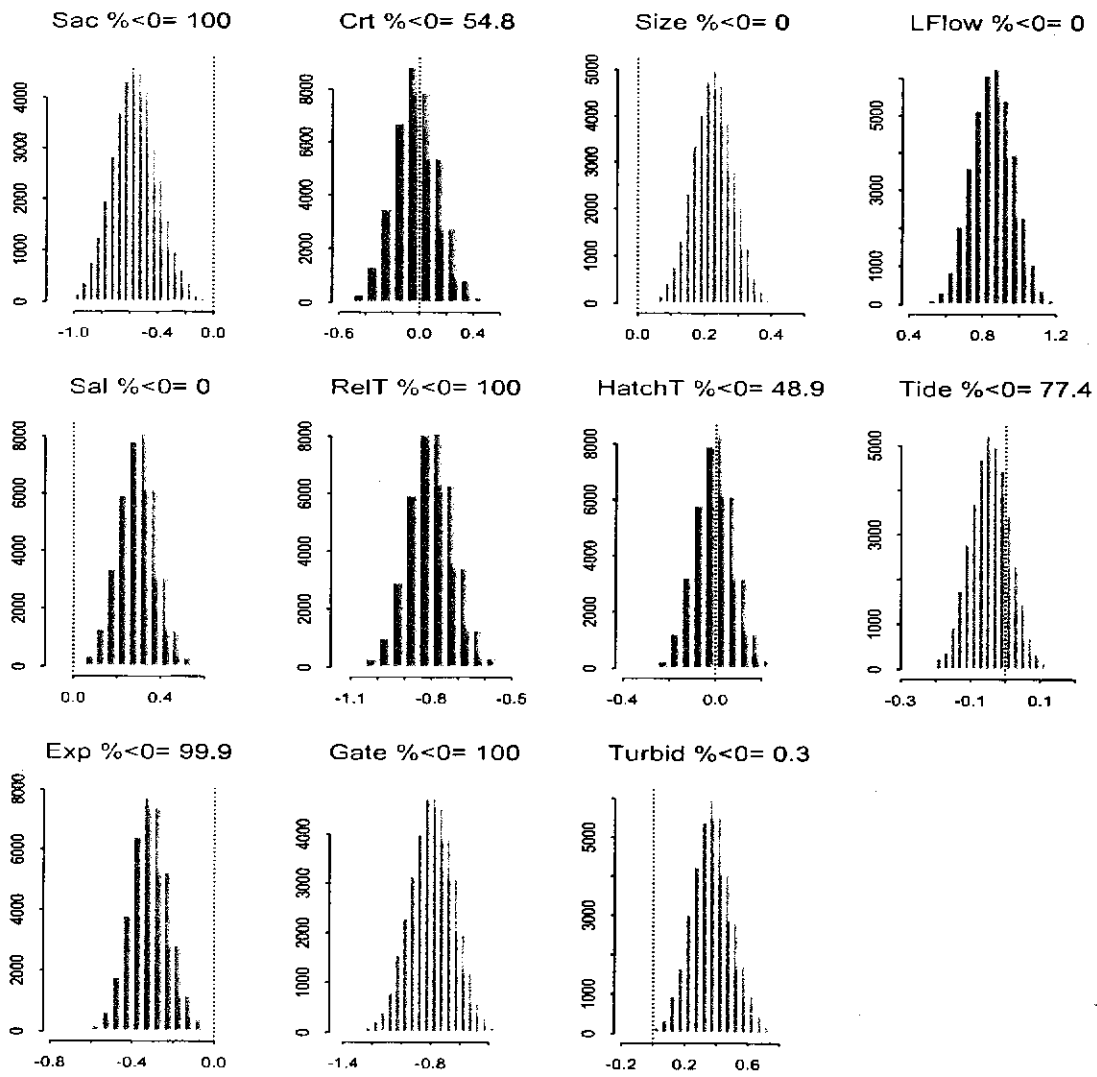 Sac %<0= 100
Crt %<0= 54.8
Size %<0= 0
LFlow %<0= 0
0 1000 2000 3000 4000
0 2000 4000 6000 8000
0 1000 2000 3000 4000 5000
0 1000 3000 5000
-1.0 -0.4 0.0
-0.6 0.0 0.4
0.0 0.2 0.4
0.4 0.8 1.2
Sal %<0= 0
RelT %<0= 100
HatchT %<0= 48.9
Tide %<0= 77.4
0 2000 4000 6000 8000
0 2000 4000 6000 8000
0 2000 4000 6000 8000
0 1000 3000 5000
0.0 0.4
-1.1 -0.8 -0.5
-0.4 0.0
-0.3 -0.1 0.1
Exp %<0= 99.9
Gate %<0= 100
Turbid %<0= 0.3
0 2000 4000 6000 8000
0 1000 2000 3000 4000
0 1000 3000 5000
-0.8 -0.4 0.0
-1.4 -0.8
-0.2 0.2 0.6